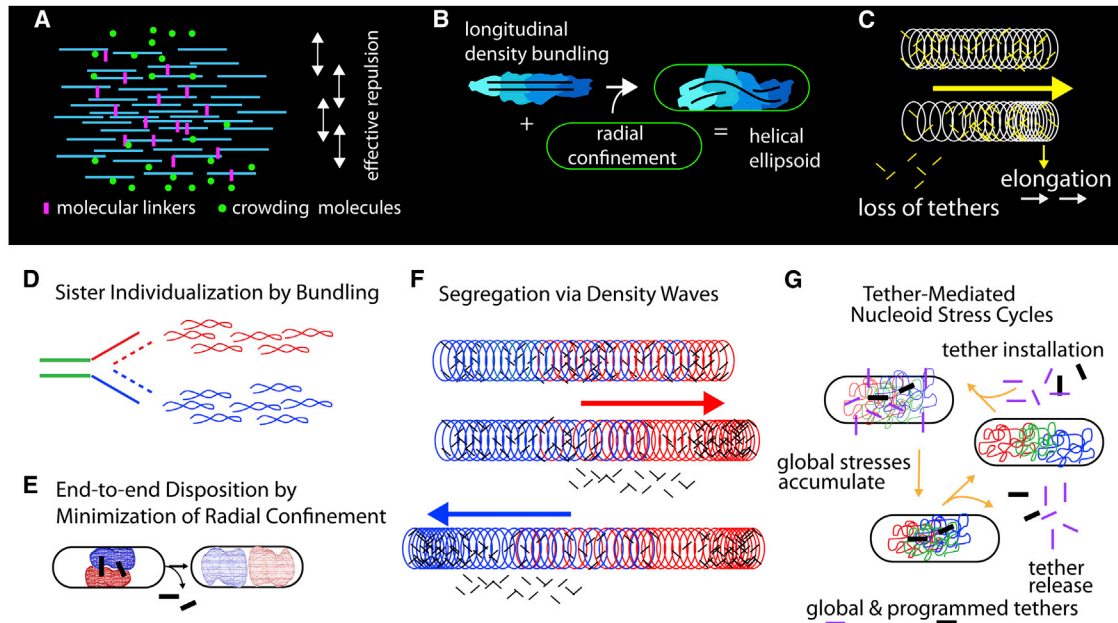 A
effective repulsion
molecular linkers
crowding molecules
B
longitudinal
density bundling
+
radial
confinement
=
helical
ellipsoid
C
elongation
loss of tethers
D
Sister Individualization by Bundling
E
End-to-end Disposition by
Minimization of Radial Confinement
F
Segregation via Density Waves
G
Tether-Mediated
Nucleoid Stress Cycles
tether installation
global stresses
accumulate
tether
release
global & programmed tethers